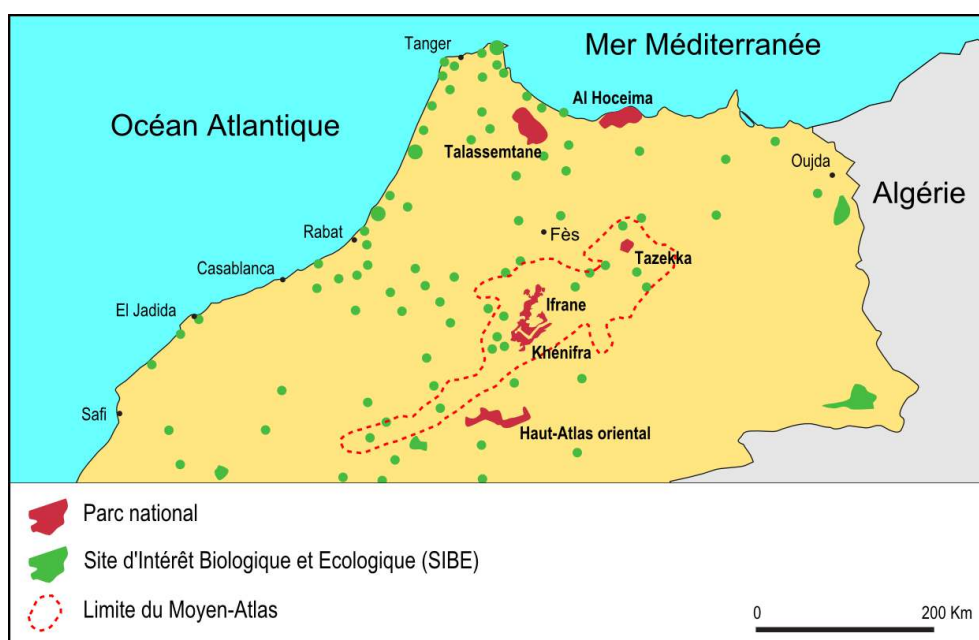 Tanger
Mer Méditerranée
Al Hoceima
Océan Atlantique
Talassemtane
Oujda
Algérie
Rabat
Fès
Tazekka
Casablanca
Ifrane
El Jadida
Khénifra
Safi
Haut-Atlas oriental
Parc national
Site d'Intérêt Biologique et Ecologique (SIBE)
Limite du Moyen-Atlas
0 200 Km